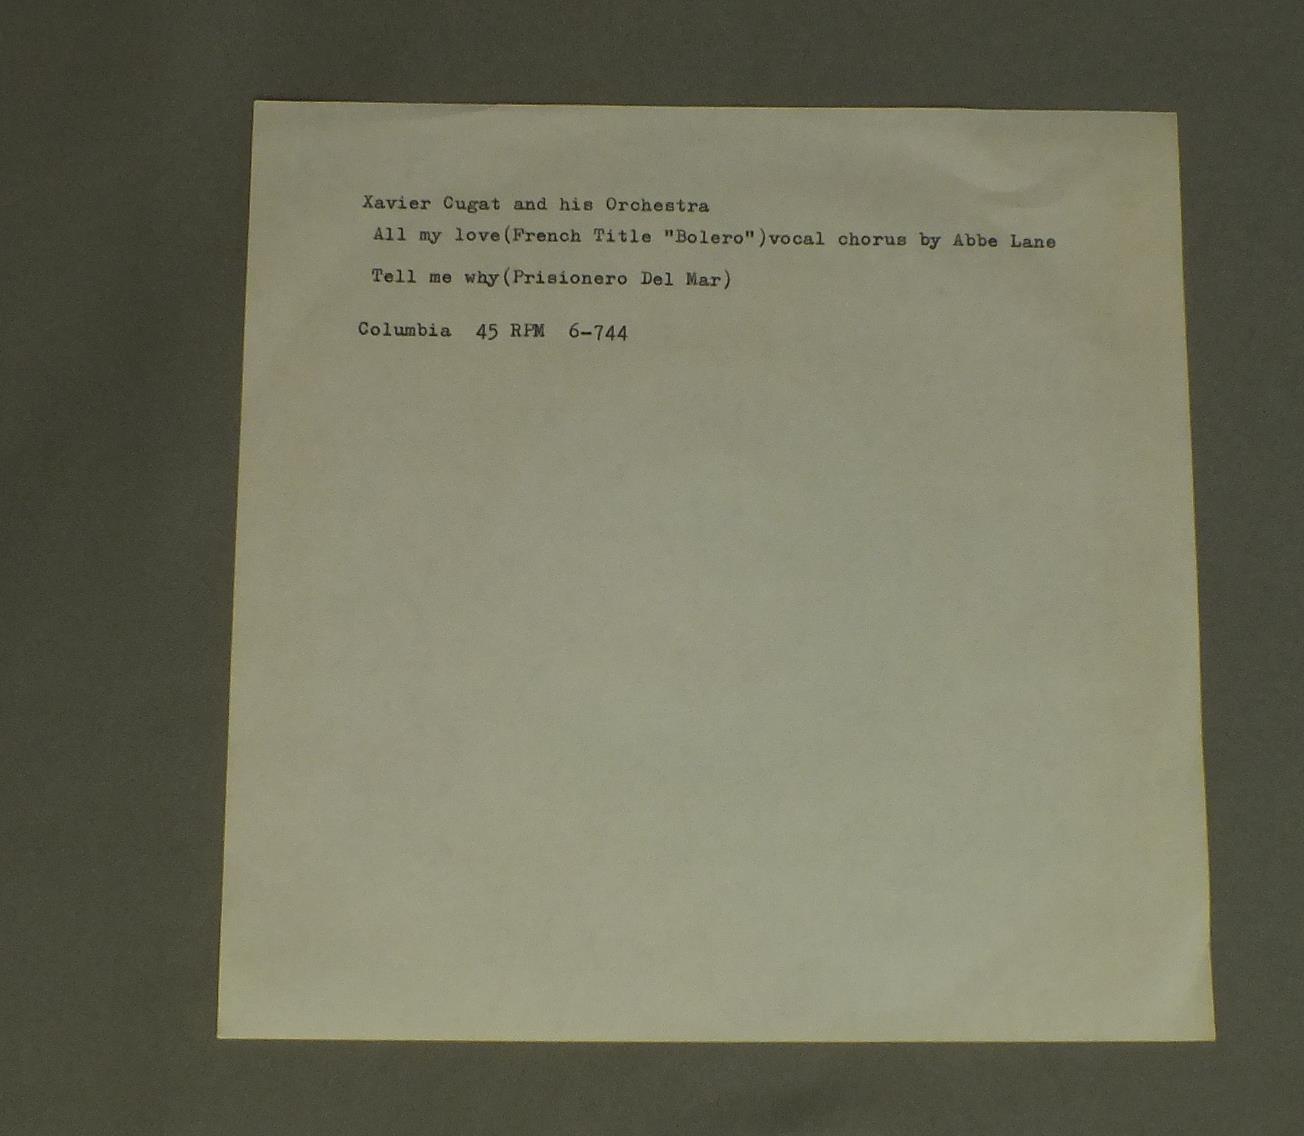 Xavier Cugat and his Orchestra
All my love(French Title "Bolero")vocal chorus by Abbe Lane
Tell me why(Prisionero Del Mar)
Columbia 45 RPM 6-744